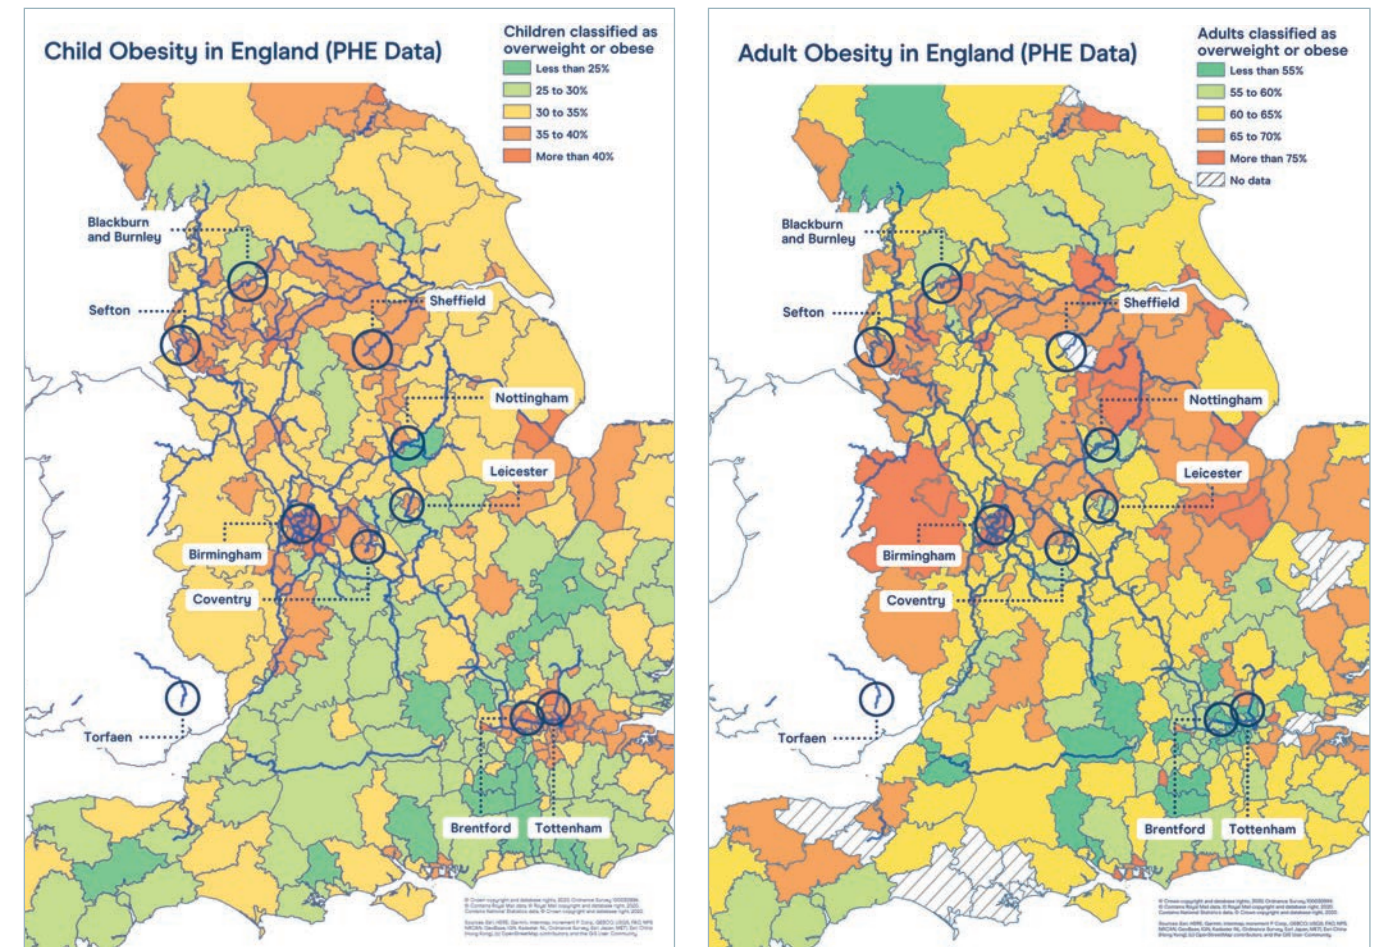 Child Obesity in England (PHE Data)
Children classified as
overweight or obese
Less than 25%
25 to 30%
30 to 35%
35 to 40%
More than 40%
Blackburn
and Burnley
Sefton
Sheffield
Nottingham
Leicester
Birmingham
Coventry
Torfaen
Brentford
Tottenham
Adult Obesity in England (PHE Data)
Adults classified as
overweight or obese
Less than 55%
55 to 60%
60 to 65%
65 to 70%
More than 75%
No data
Blackburn
and Burnley
Sefton
Sheffield
Nottingham
Leicester
Birmingham
Coventry
Torfaen
Brentford
Tottenham